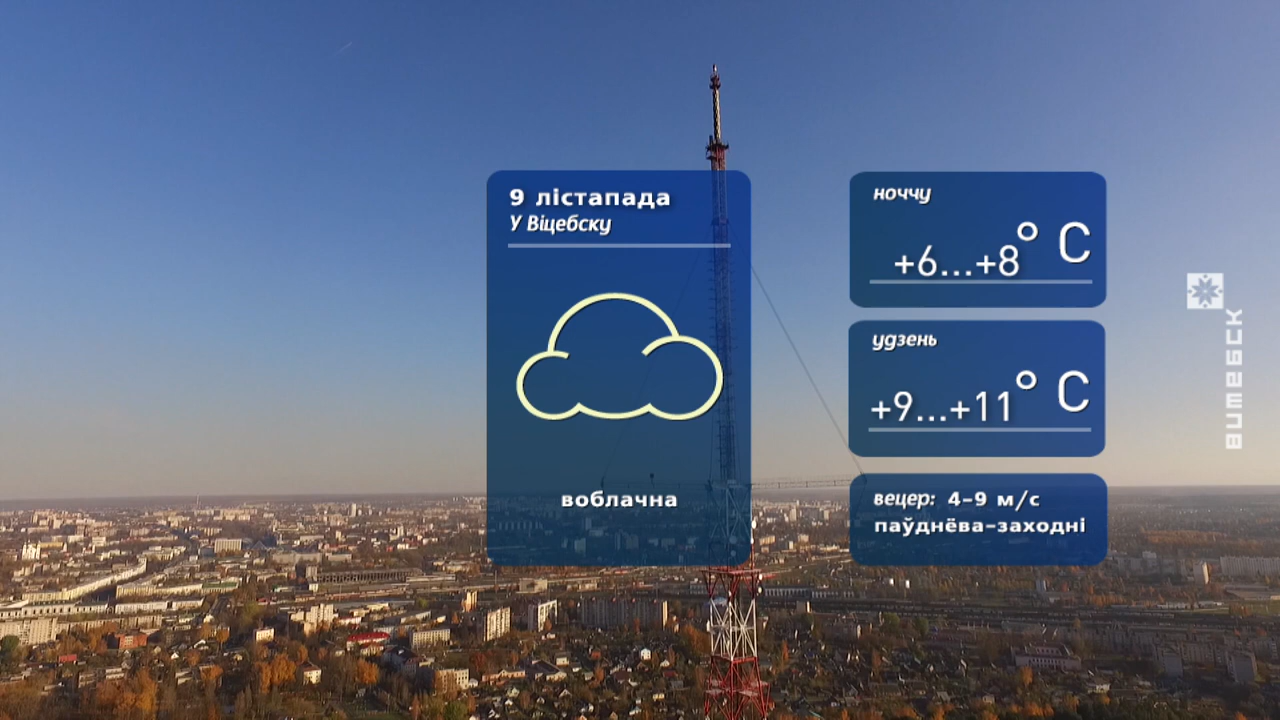 9 лістапада
У Віцебску
воблачна
ноччу
+6...+8° C
удзень
+9...+11° C
вецер: 4-9 м/с
паўднёва-заходні
витебск